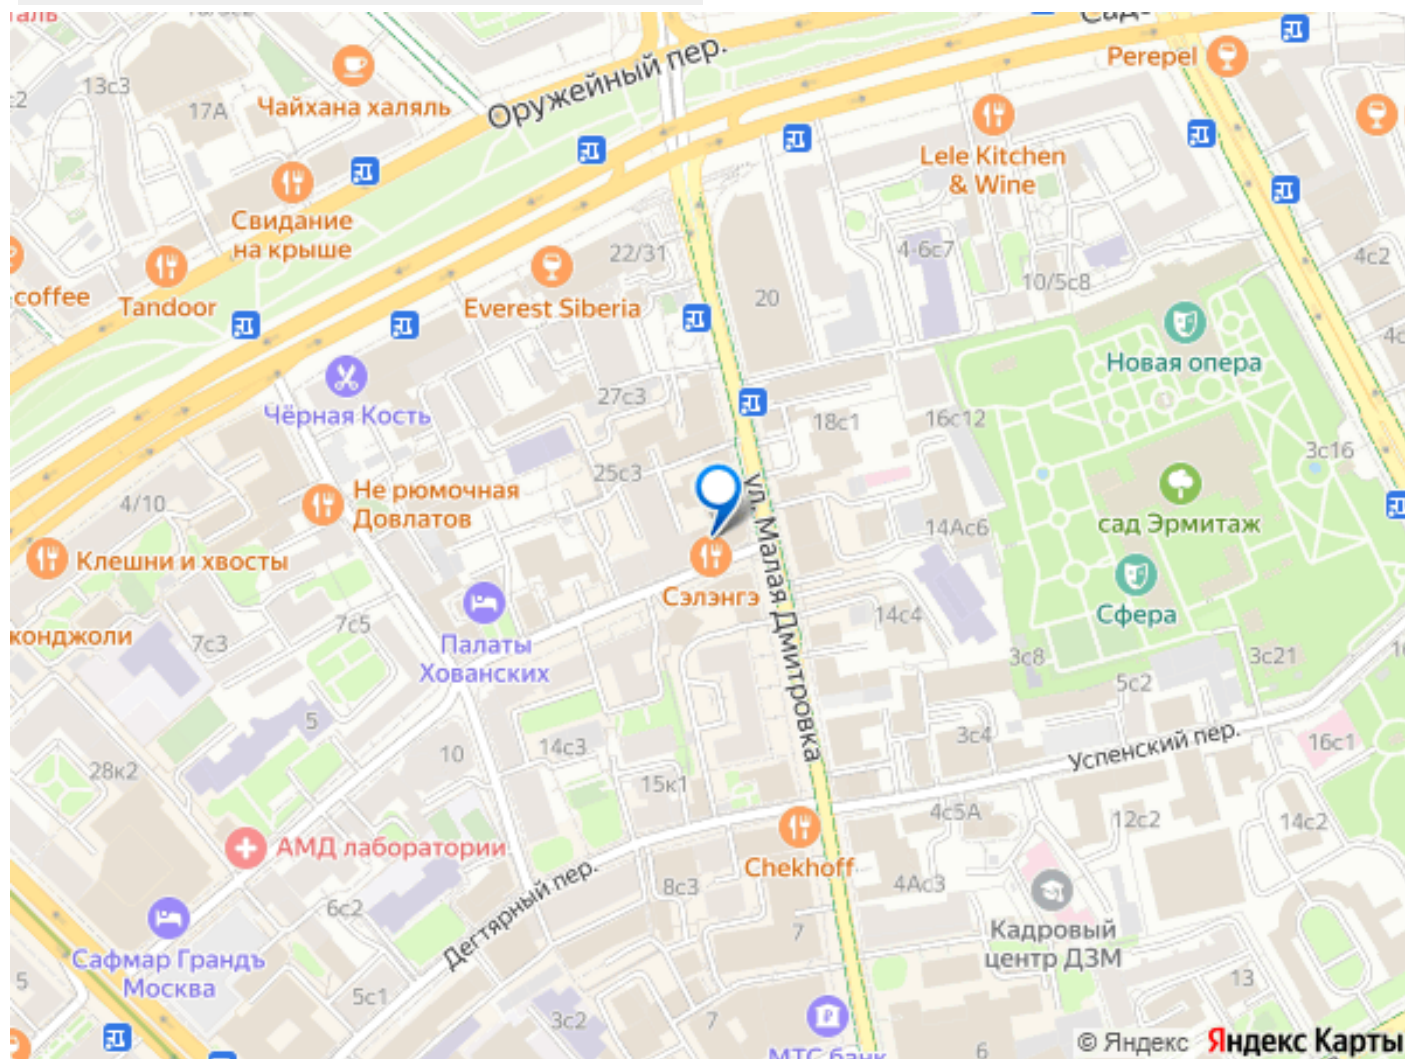 Оружейный пер.
Perepel
13с3
Чайхана халяль
17А
Lele Kitchen
& Wine
Свидание
на крыше
22/31
4-6с7
4с2
coffee
Tandoor
Everest Siberia
20
10/5с8
Новая опера
Чёрная Кость
27с3
18с1
16с12
3с16
25с3
4/10
Не рюмочная
Довлатов
14Ас6
сад Эрмитаж
Клешни и хвосты
ул. Малая Дмитровка
Сэлэнгэ
Сфера
14с4
конджоли
7с3
7с5
Палаты
Хованских
3с8
3с21
5с2
5
10
14с3
3с4
Успенский пер.
16с1
28к2
15к1
4с5А
12с2
14с2
АМД лаборатории
Chekhoff
8с3
4Ас3
6с2
Дегтярный пер.
7
Кадровый
центр ДЗМ
Сафмар Грандъ
Москва
5
5с1
13
3с2
7
6
МТС банк
© Яндекс Яндекс Карты